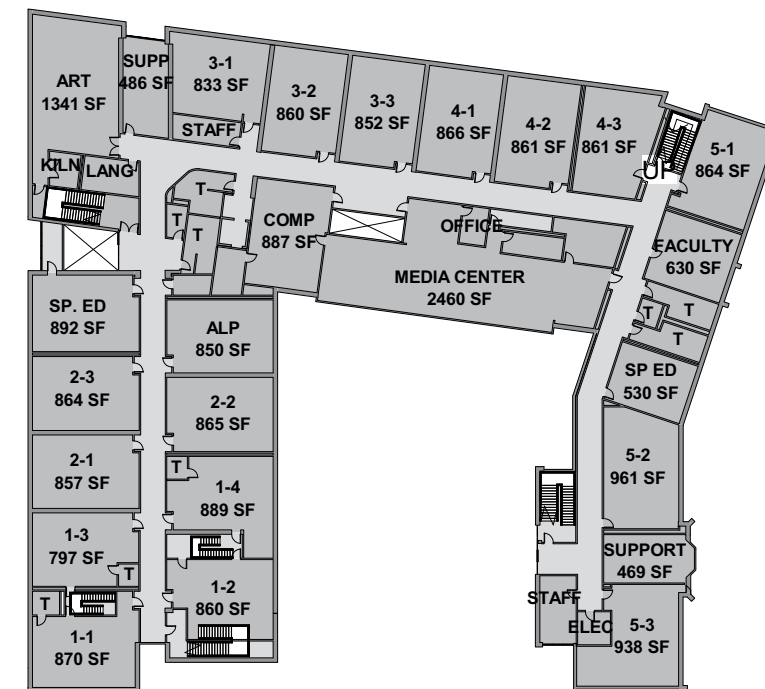 ART
1341 SF
SUPP
486 SF
3-1
833 SF
STAFF
3-2
860 SF
3-3
852 SF
4-1
866 SF
4-2
861 SF
4-3
861 SF
UP
5-1
864 SF
KILN
LANG
T
T
T
COMP
887 SF
OFFICE
MEDIA CENTER
2460 SF
FACULTY
630 SF
T
T
T
SP. ED
892 SF
ALP
850 SF
SP ED
530 SF
2-3
864 SF
2-2
865 SF
5-2
961 SF
2-1
857 SF
T
1-4
889 SF
1-3
797 SF
T
SUPPORT
469 SF
T
1-2
860 SF
STAFF
ELEC
1-1
870 SF
5-3
938 SF